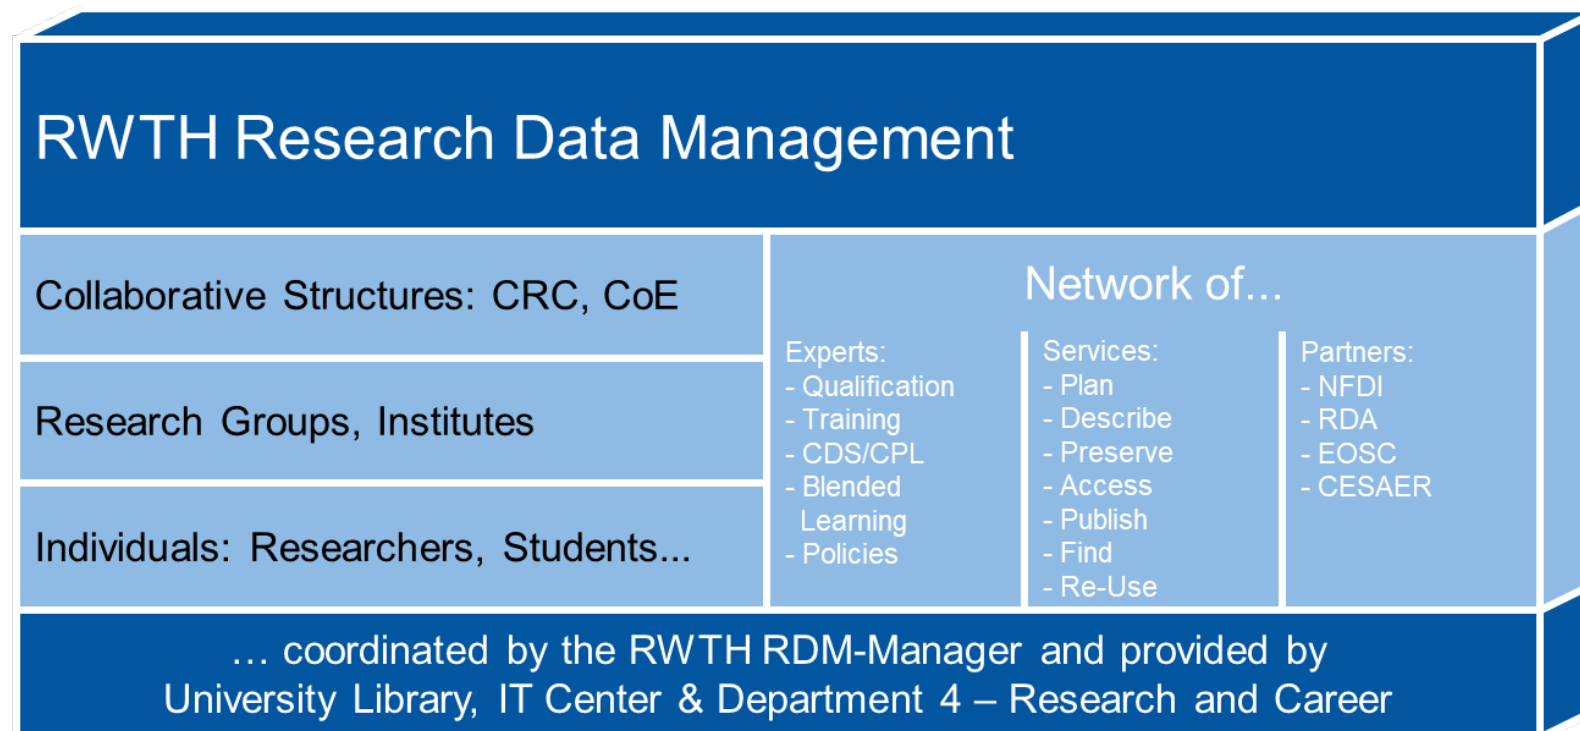 RWTH Research Data Management
Collaborative Structures: CRC, CoE
Research Groups, Institutes
Individuals: Researchers, Students...
Network of...
Experts:
- Qualification
- Training
- CDS/CPL
- Blended
Learning
- Policies
Services:
- Plan
- Describe
- Preserve
- Access
- Publish
- Find
- Re-Use
Partners:
- NFDI
- RDA
- EOSC
- CESAER
… coordinated by the RWTH RDM-Manager and provided by
University Library, IT Center & Department 4 – Research and Career